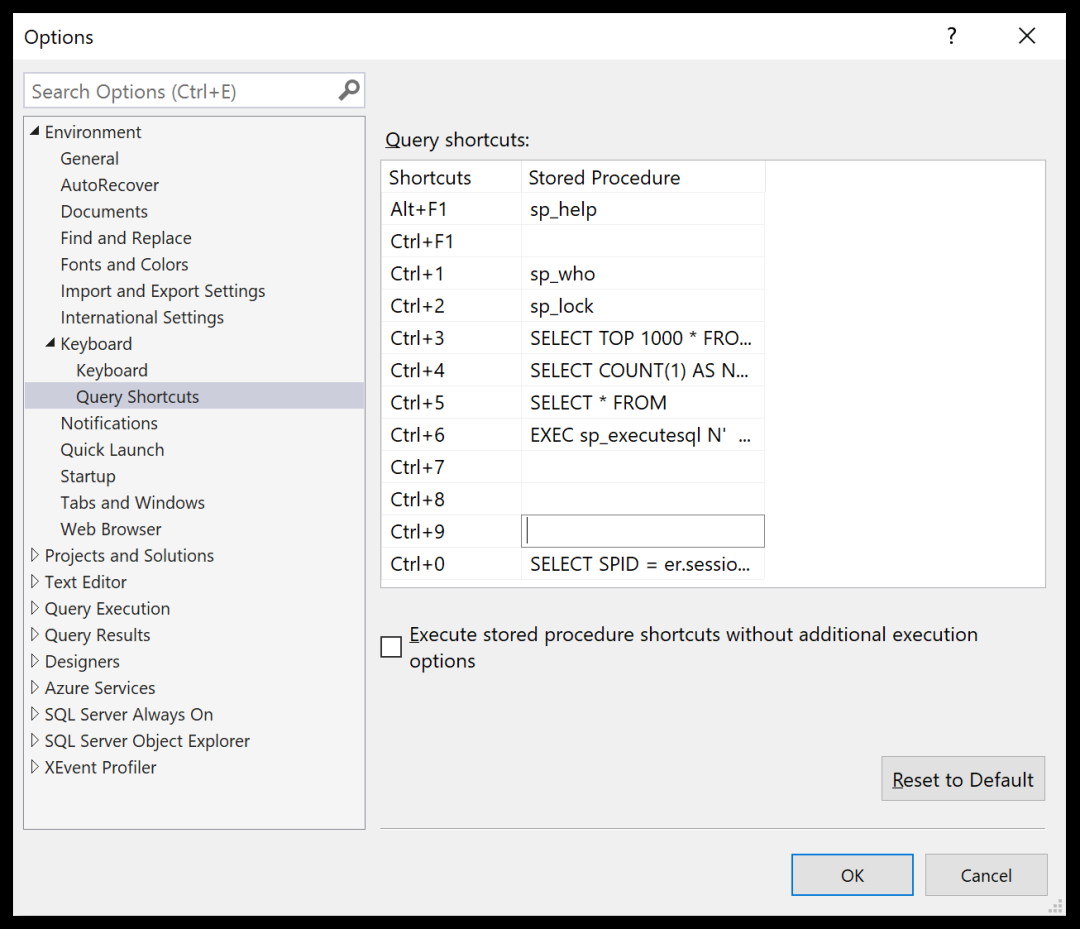 Options
?
Search Options (Ctrl+E)
Environment
General
AutoRecover
Documents
Find and Replace
Fonts and Colors
Import and Export Settings
International Settings
Keyboard
Keyboard
Query Shortcuts
Notifications
Quick Launch
Startup
Tabs and Windows
Web Browser
Projects and Solutions
Text Editor
Query Execution
Query Results
Designers
Azure Services
SQL Server Always On
SQL Server Object Explorer
XEvent Profiler
Query shortcuts:
Shortcuts Stored Procedure
Alt+F1 sp_help
Ctrl+F1
Ctrl+1 sp_who
Ctrl+2 sp_lock
Ctrl+3 SELECT TOP 1000 * FRO...
Ctrl+4 SELECT COUNT(1) AS N...
Ctrl+5 SELECT * FROM
Ctrl+6 EXEC sp_executesql N' ...
Ctrl+7
Ctrl+8
Ctrl+9
Ctrl+0 SELECT SPID = er.sessio...
Execute stored procedure shortcuts without additional execution
options
Reset to Default
OK Cancel